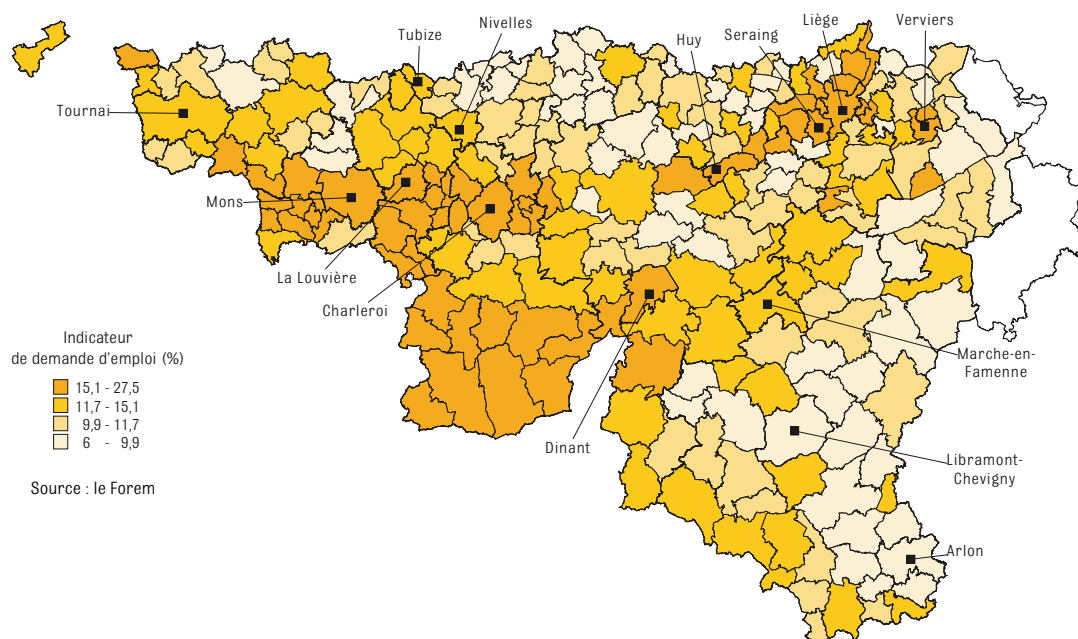 Nivelles
Liège
Verviers
Tubize
Seraing
Huy
Tournai
Mons
La Louvière
Charleroi
Indicateur
de demande d'emploi (%)
15,1 - 27,5
11,7 - 15,1
9,9 - 11,7
6 - 9,9
Source : le Forem
Marche-en-
Famenne
Dinant
Libramont-
Chevigny
Arlon